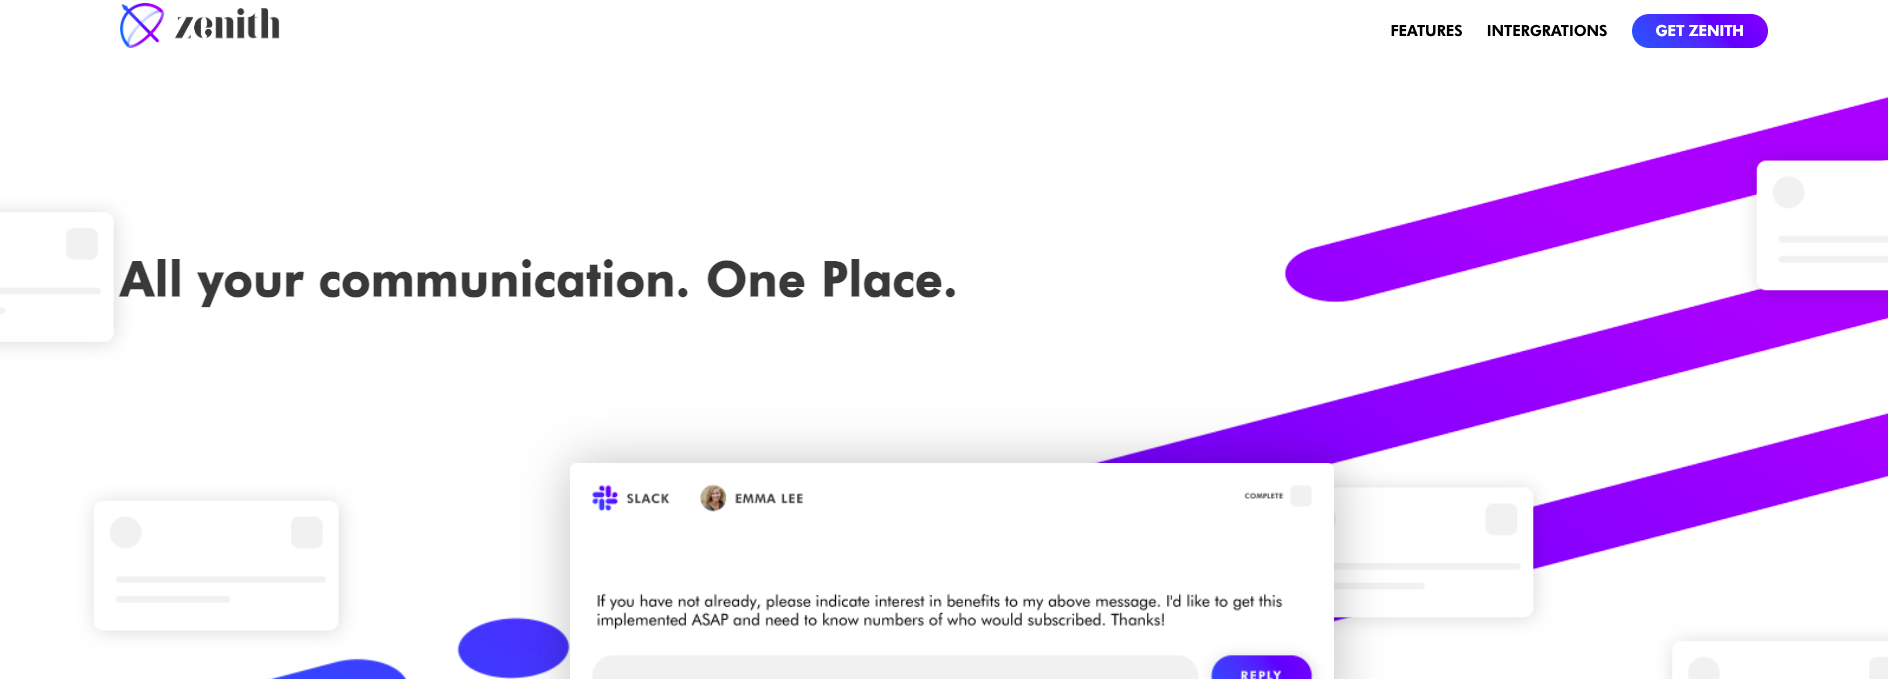 zenith
FEATURES
INTERGRATIONS
GET ZENITH
All your communication. One Place.
SLACK
EMMA LEE
COMPLETE
If you have not already, please indicate interest in benefits to my above message. I'd like to get this
implemented ASAP and need to know numbers of who would subscribed. Thanks!
REPLY